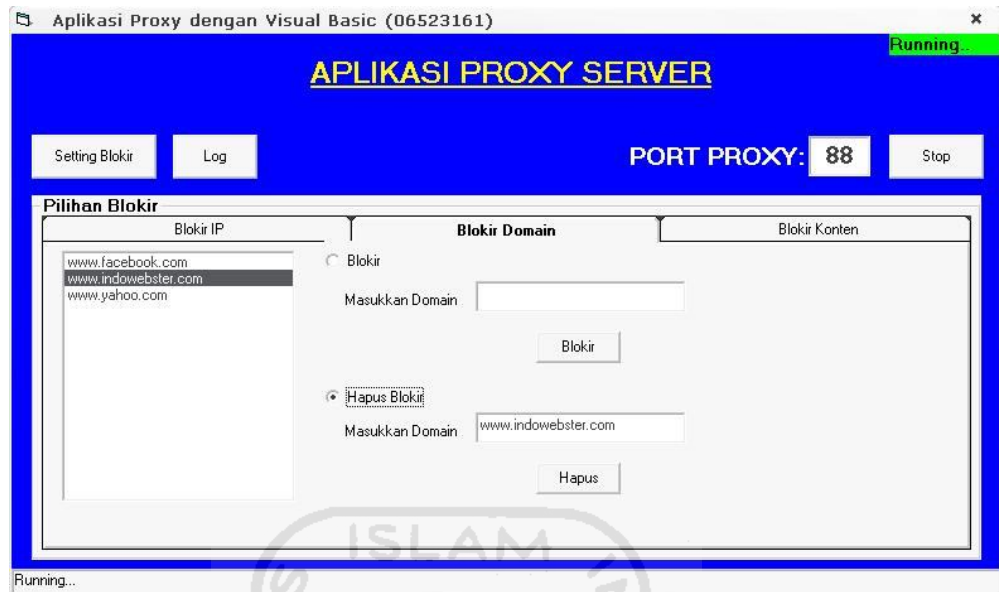 Aplikasi Proxy dengan Visual Basic (06523161)
Running..
APLIKASI PROXY SERVER
Setting Blokir
Log
PORT PROXY: 88
Stop
Pilihan Blokir
Blokir IP
Blokir Domain
Blokir Konten
www.facebook.com
www.indowebster.com
www.yahoo.com
Blokir
Masukkan Domain
Blokir
Hapus Blokir
Masukkan Domain www.indowebster.com
Hapus
ISLAM
Running...